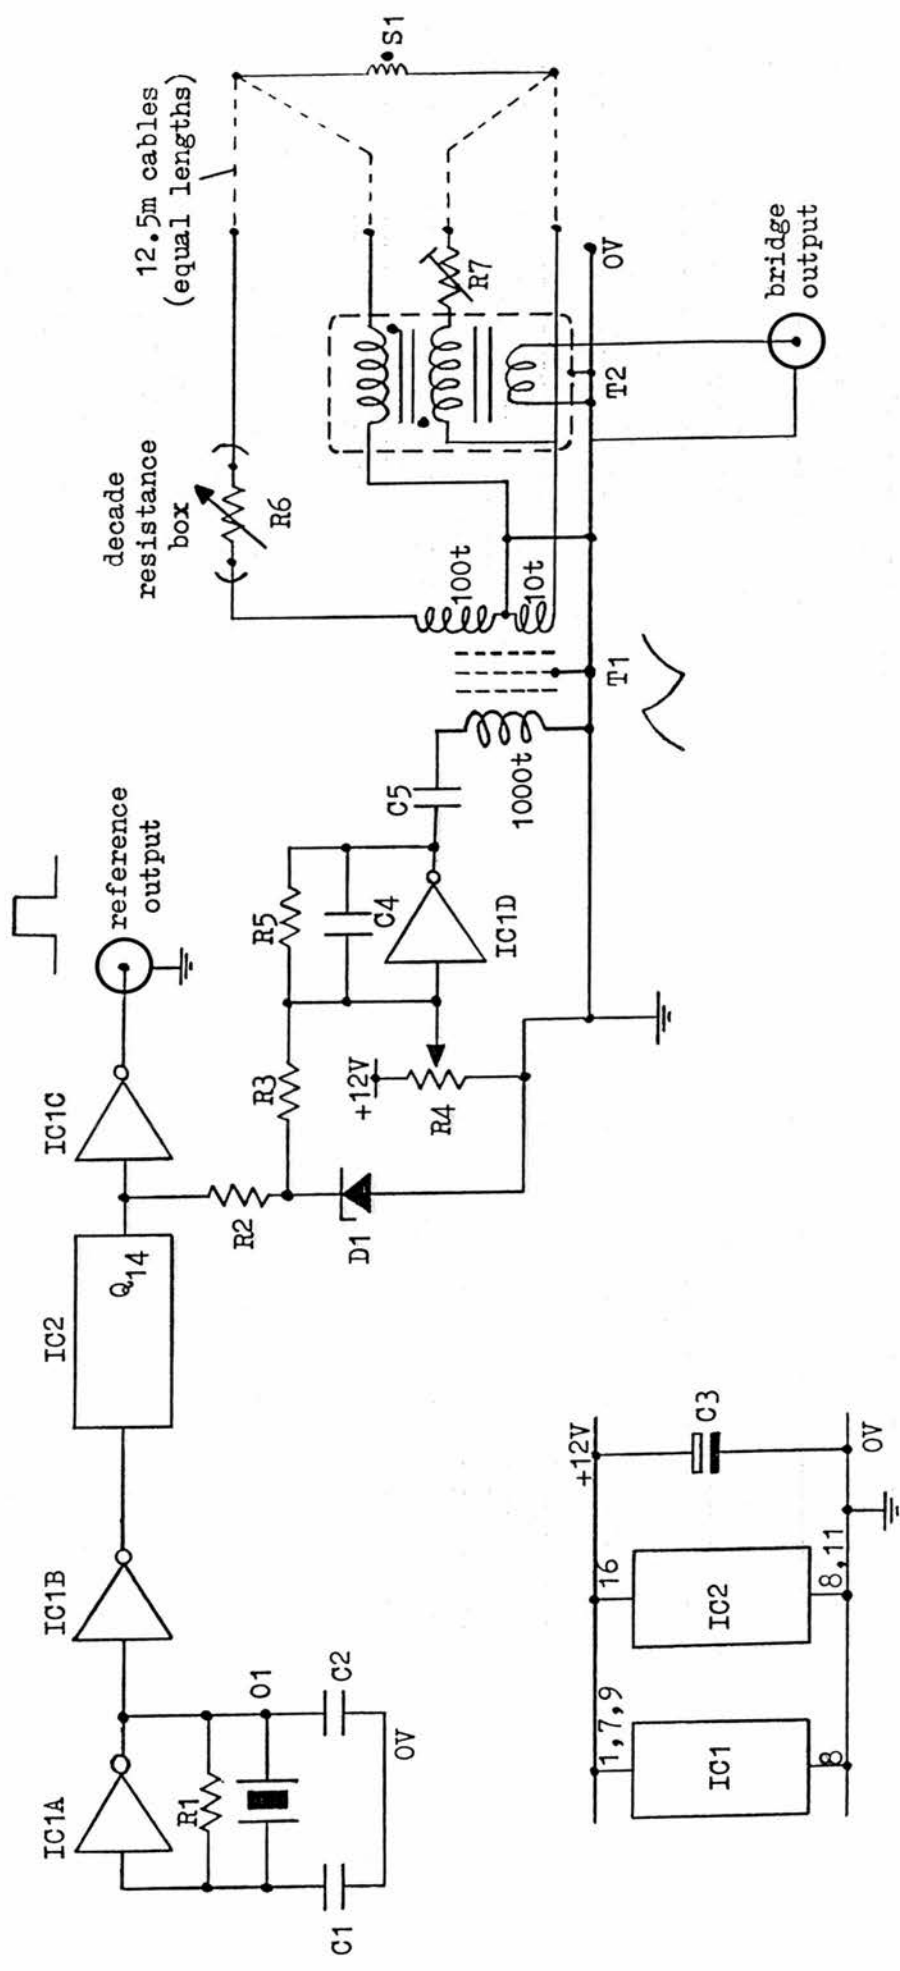 IC1A
IC1B
IC2
Q14
IC1C
reference
output
R1
O1
C1
C2
0V
R2
D1
R3
+12V
R4
R5
C4
IC1D
C5
1000t
T1
100t
10t
decade
resistance
box
R6
12.5m cables
(equal lengths)
S1
R7
T2
0V
bridge
output
+12V
1,7,9
16
IC1
IC2
C3
8
8,11
0V